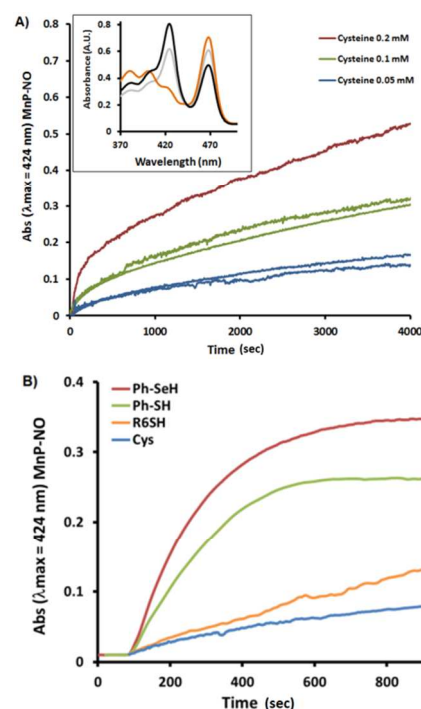 A)
Absorbance (A.U.)
0.8
0.6
0.4
0.2
0
370
420
470
Wavelength (nm)
Cysteine 0.2 mM
Cysteine 0.1 mM
Cysteine 0.05 mM
Abs (λmax = 424 nm) MnP-NO
0.8
0.7
0.6
0.5
0.4
0.3
0.2
0.1
0
0
1000
2000
3000
4000
Time (sec)
B)
Ph-SeH
Ph-SH
R6SH
Cys
Abs (λmax = 424 nm) MnP-NO
0.4
0.3
0.2
0.1
0
0
200
400
600
800
Time (sec)